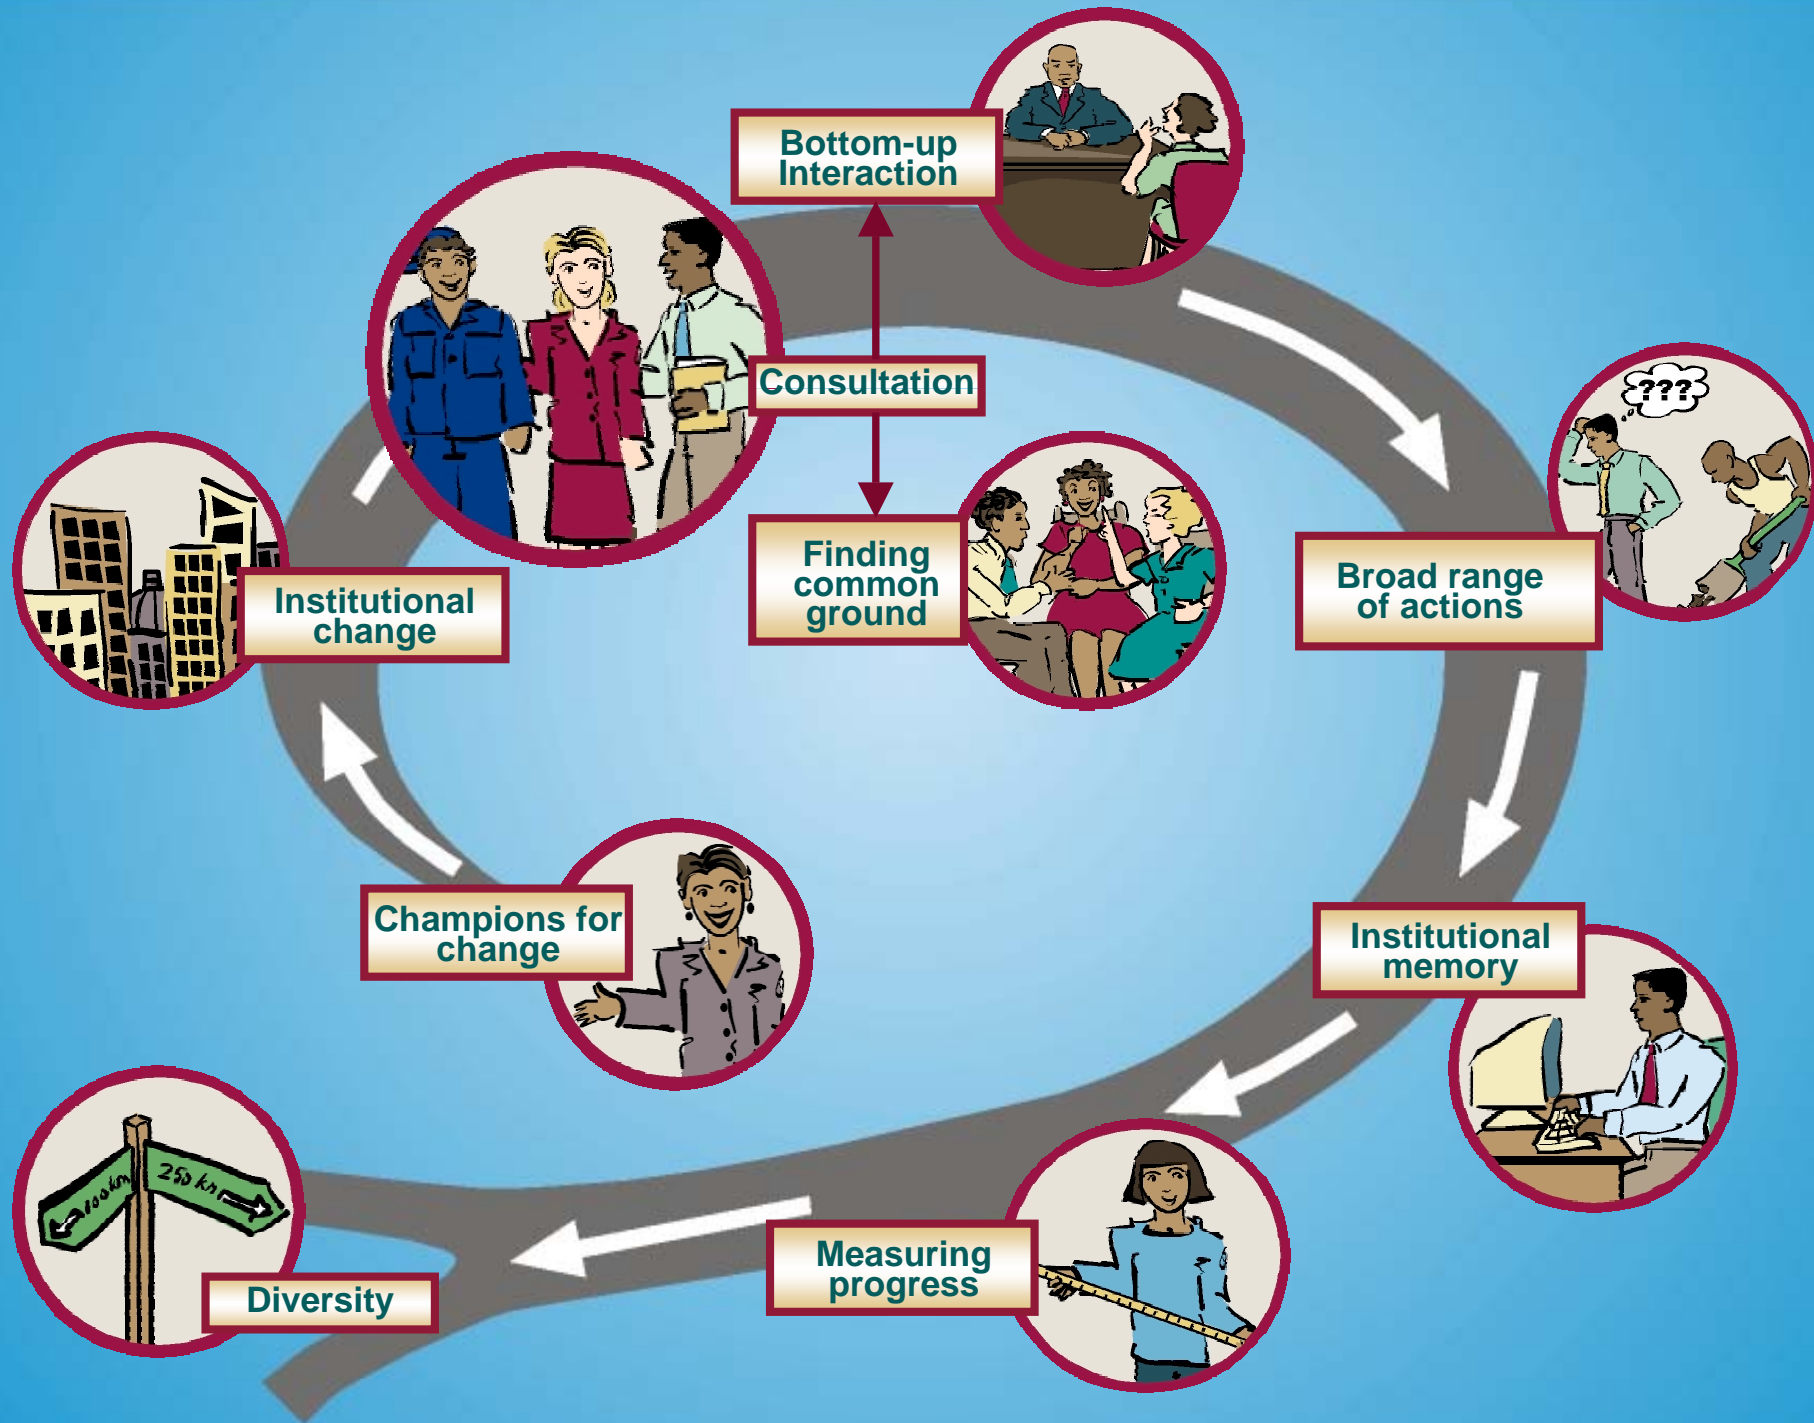 Bottom-up
Interaction
Consultation
Finding
common
ground
???
Broad range
of actions
Institutional
change
Champions for
change
Institutional
memory
100km
250 km
Diversity
Measuring
progress